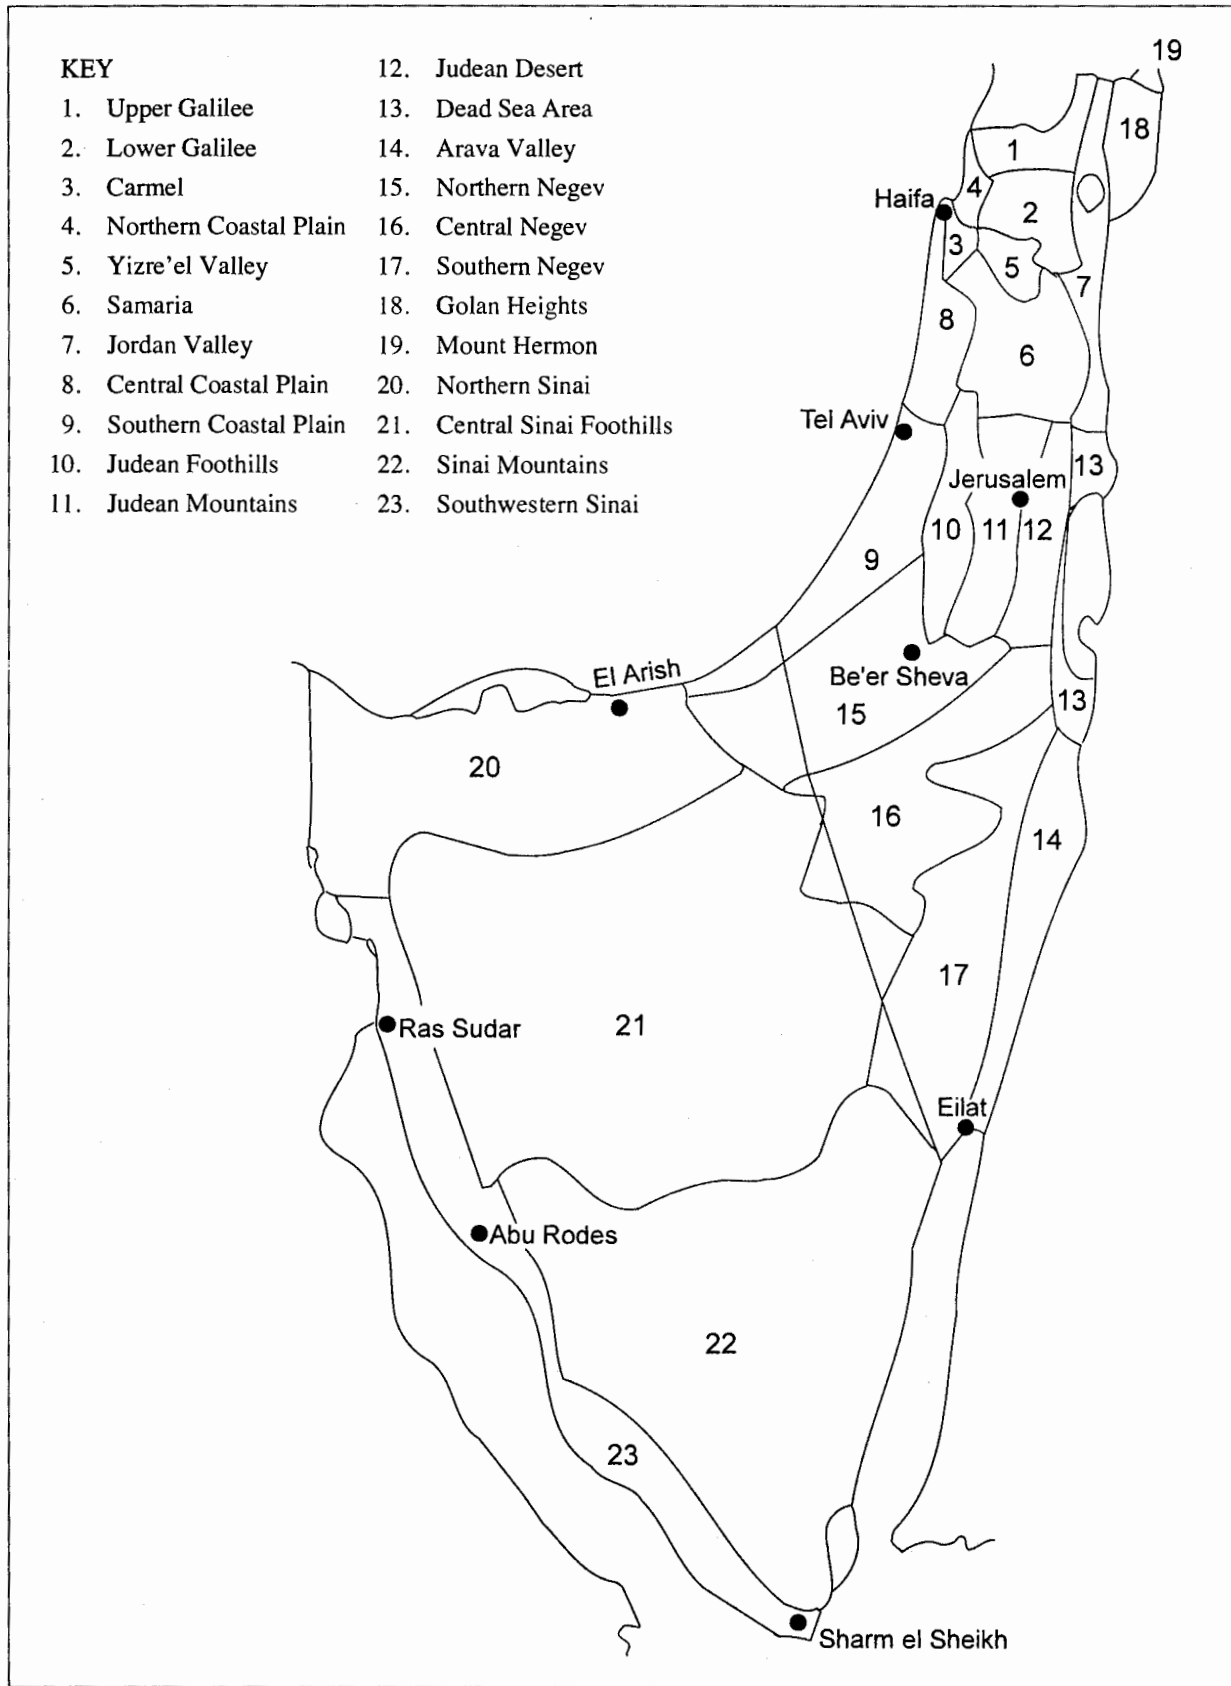 KEY
1. Upper Galilee
2. Lower Galilee
3. Carmel
4. Northern Coastal Plain
5. Yizre'el Valley
6. Samaria
7. Jordan Valley
8. Central Coastal Plain
9. Southern Coastal Plain
10. Judean Foothills
11. Judean Mountains
12. Judean Desert
13. Dead Sea Area
14. Arava Valley
15. Northern Negev
16. Central Negev
17. Southern Negev
18. Golan Heights
19. Mount Hermon
20. Northern Sinai
21. Central Sinai Foothills
22. Sinai Mountains
23. Southwestern Sinai
19
18
1
4
Haifa
2
3
5
7
8
6
Tel Aviv
13
Jerusalem
10
11
12
9
El Arish
Be'er Sheva
13
15
20
16
14
17
Ras Sudar
21
Eilat
Abu Rodes
22
23
Sharm el Sheikh